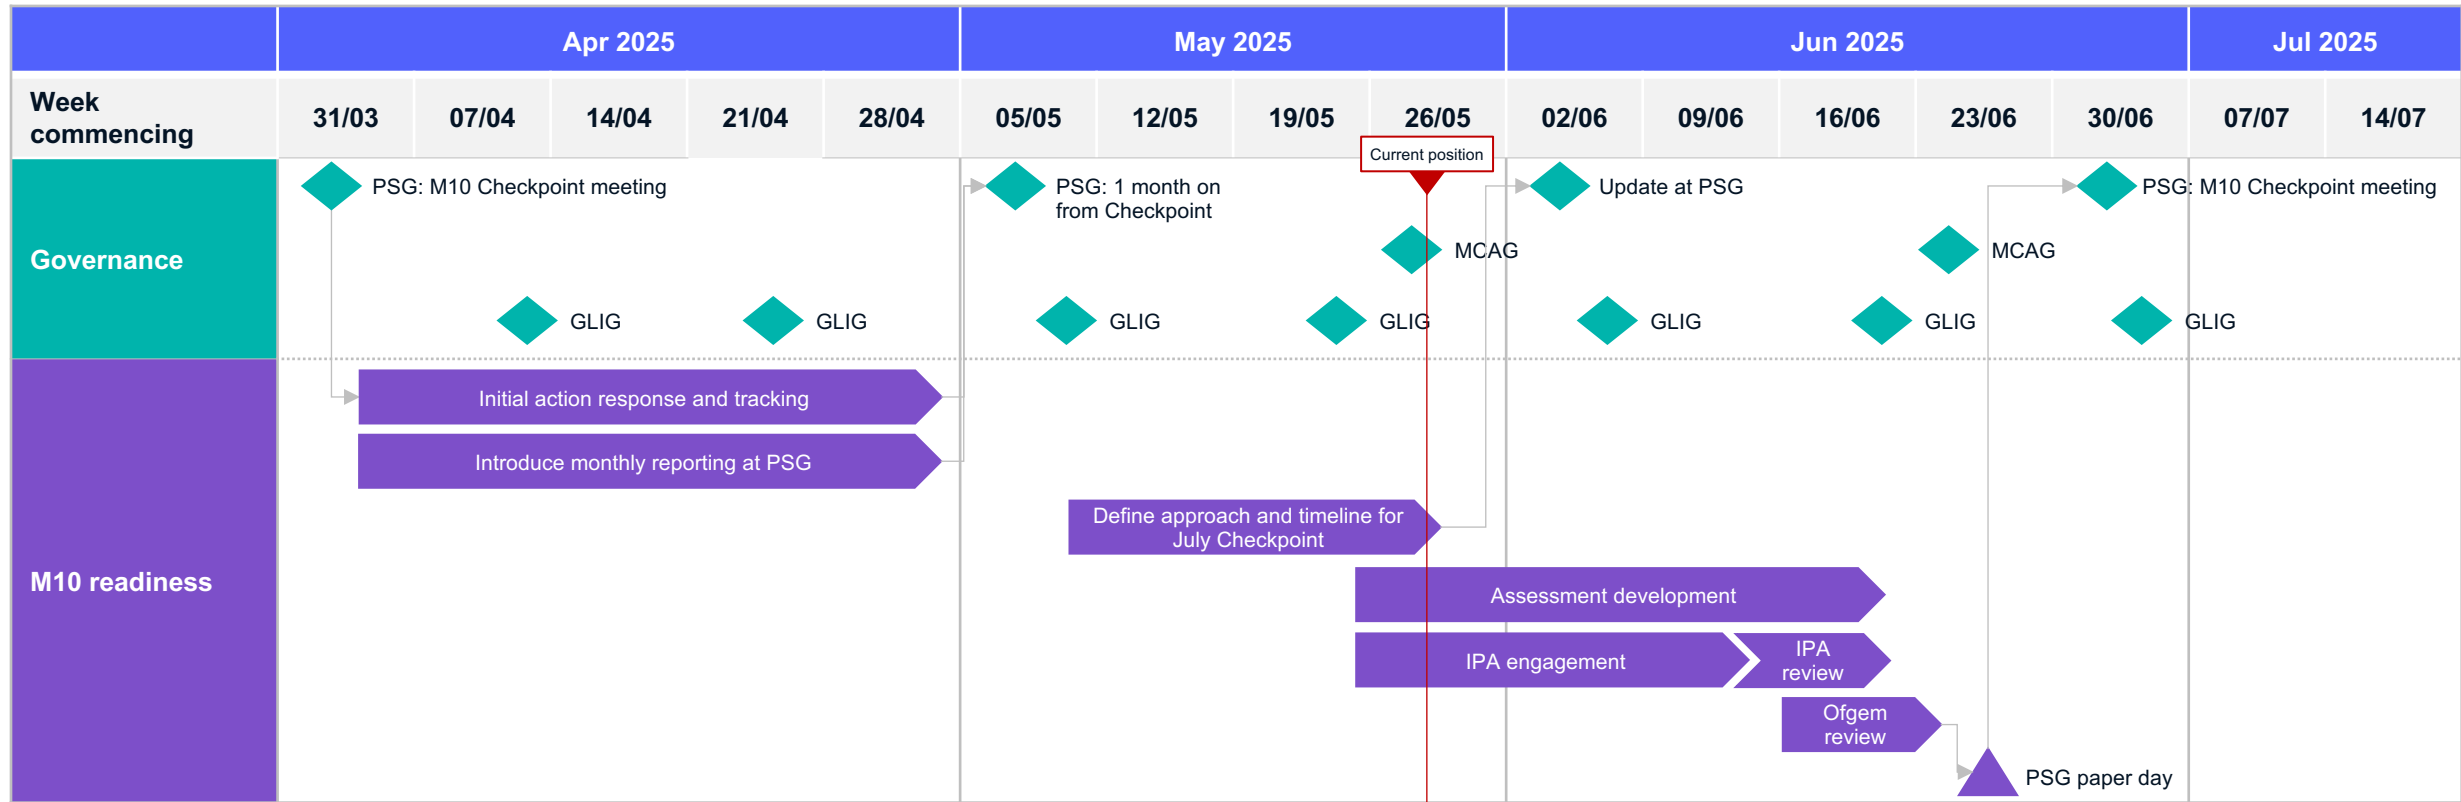 Apr 2025
May 2025
Jun 2025
Jul 2025
Week
commencing
31/03
07/04
14/04
21/04
28/04
05/05
12/05
19/05
26/05
02/06
09/06
16/06
23/06
30/06
07/07
14/07
Current position
Governance
PSG: M10 Checkpoint meeting
PSG: 1 month on
from Checkpoint
Update at PSG
PSG: M10 Checkpoint meeting
MCAG
MCAG
GLIG
GLIG
GLIG
GLIG
GLIG
GLIG
GLIG
M10 readiness
Initial action response and tracking
Introduce monthly reporting at PSG
Define approach and timeline for
July Checkpoint
Assessment development
IPA engagement
IPA
review
Ofgem
review
PSG paper day